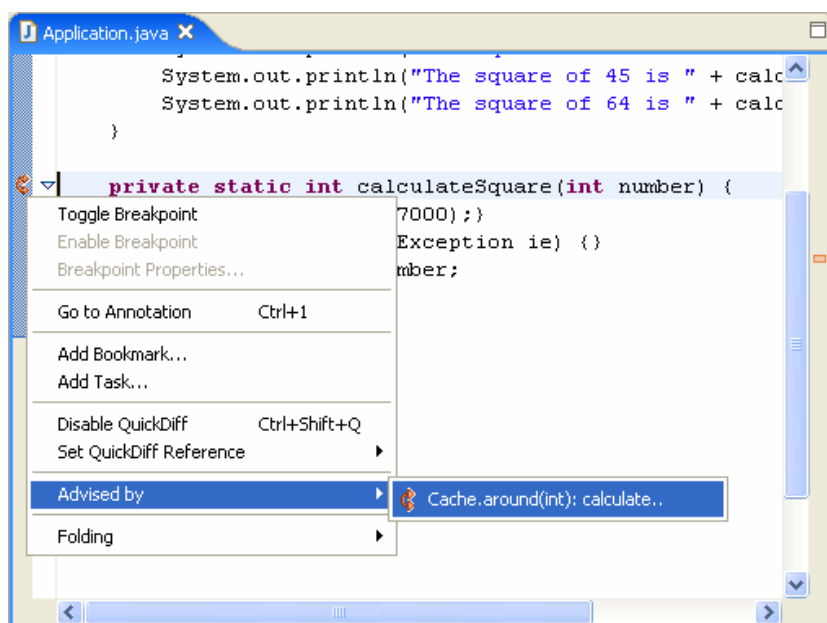 Application.java
System.out.println("The square of 45 is " + calc
System.out.println("The square of 64 is " + calc
}
private static int calculateSquare(int number) {
7000);}
Exception ie) {}
mber;
Toggle Breakpoint
Enable Breakpoint
Breakpoint Properties...
Go to Annotation Ctrl+1
Add Bookmark...
Add Task...
Disable QuickDiff Ctrl+Shift+Q
Set QuickDiff Reference
Advised by
Cache.around(int): calculate..
Folding